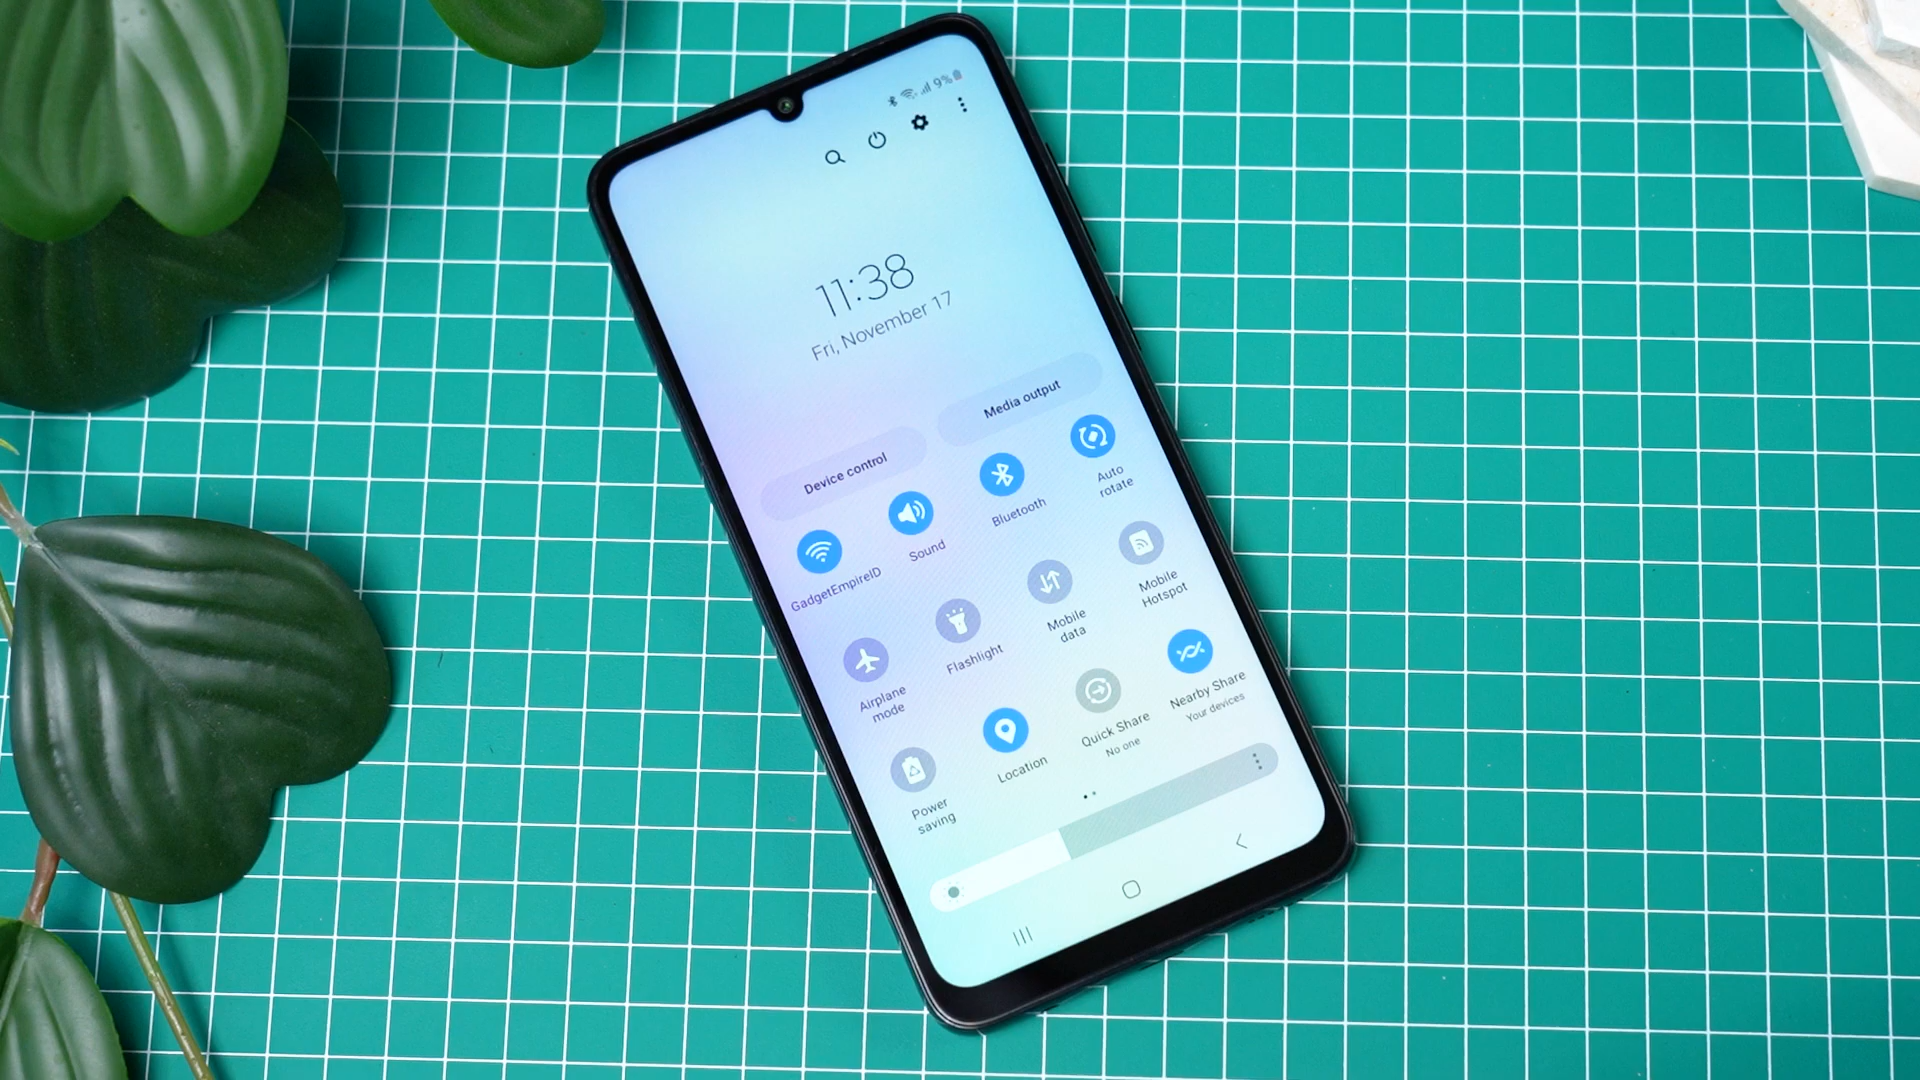 9%
11:38
Fri, November 17
Device control
Media output
GadgetEmpireID
Sound
Bluetooth
Auto
rotate
Airplane
mode
Flashlight
Mobile
data
Mobile
Hotspot
Power
saving
Location
Quick Share
No one
Nearby Share
Your devices